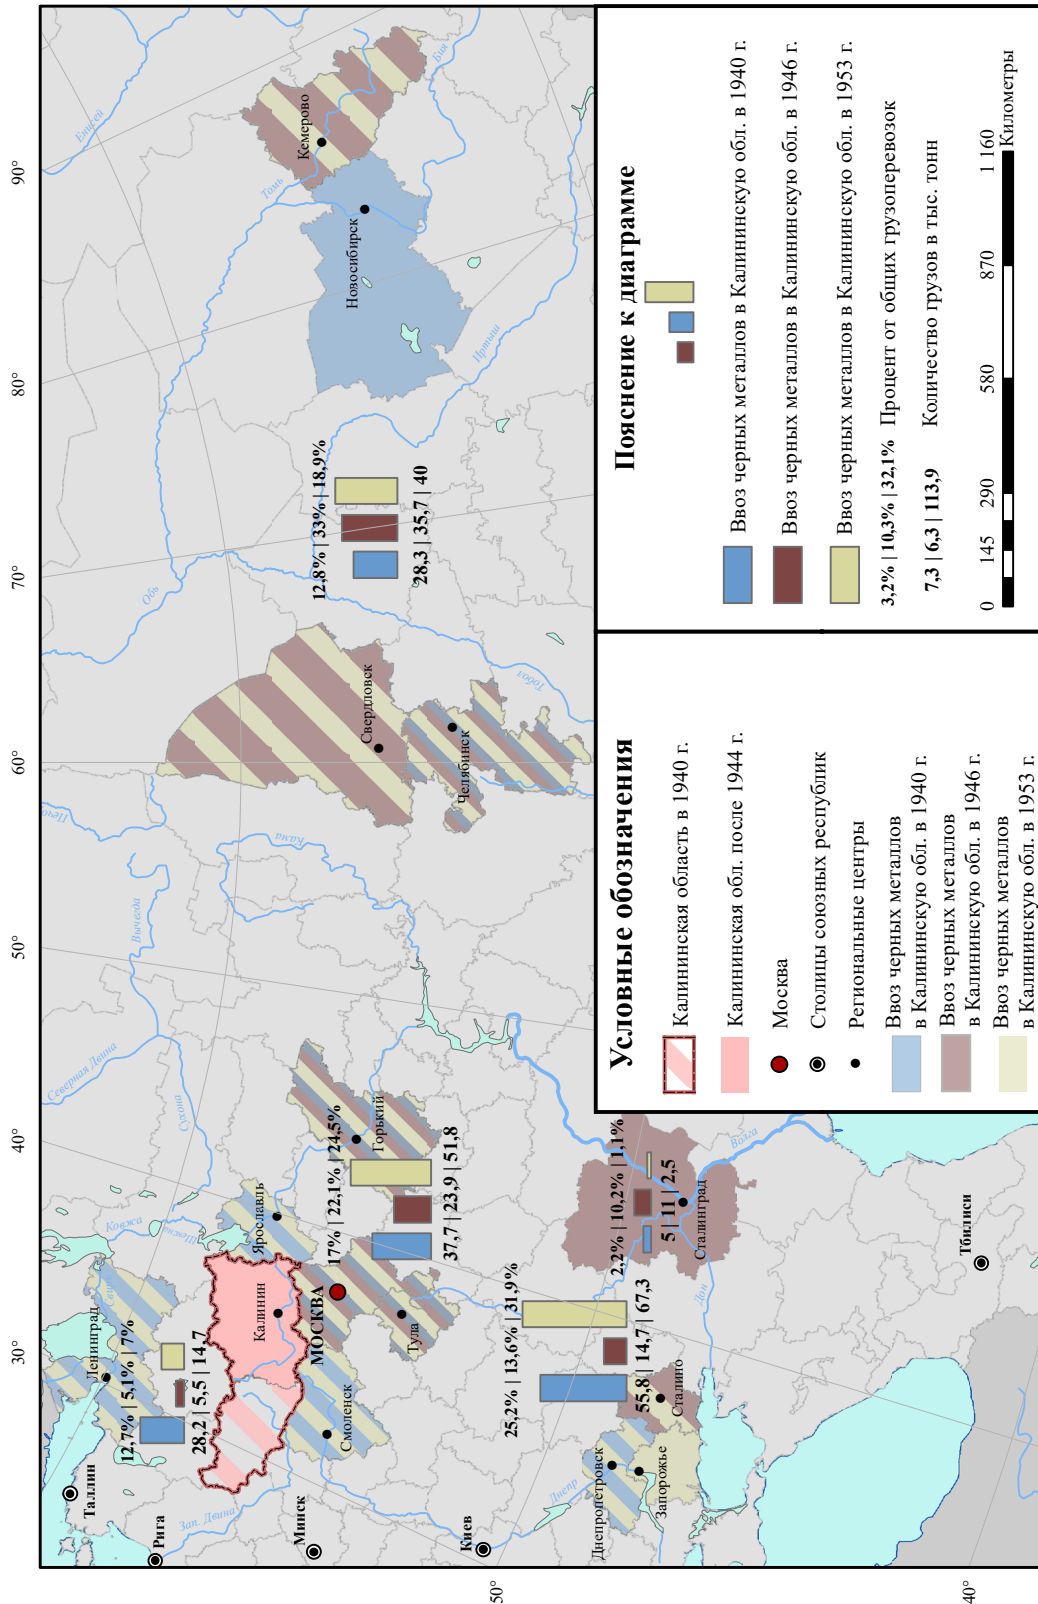 30°
40°
50°
60°
70°
80°
90°
50°
40°
Енисей
Обь
Томь
Бия
Иртыш
Тобол
Печо
Вычегда
Кама
Северная Двина
Сухона
Ковжа
Шексна
Зап. Двина
Днепр
Дон
Волга
Таллин
Рига
Минск
Киев
Тбилиси
МОСКВА
Ленинград
Калинин
Ярославль
Горький
Смоленск
Тула
Днепропетровск
Запорожье
Сталино
Сталинград
Свердловск
Челябинск
Новосибирск
Кемерово
12,7% | 5,1% | 7%
28,2 | 5,5 | 14,7
17% | 22,1% | 24,5%
37,7 | 23,9 | 51,8
25,2% | 13,6% | 31,9%
55,8 | 14,7 | 67,3
2,2% | 10,2% | 1,1%
5 | 11 | 2,5
12,8% | 33% | 18,9%
28,3 | 35,7 | 40
Условные обозначения
Калининская область в 1940 г.
Калининская обл. после 1944 г.
Москва
Столицы союзных республик
Региональные центры
Ввоз черных металлов
в Калининскую обл. в 1940 г.
Ввоз черных металлов
в Калининскую обл. в 1946 г.
Ввоз черных металлов
в Калининскую обл. в 1953 г.
Пояснение к диаграмме
Ввоз черных металлов в Калининскую обл. в 1940 г.
Ввоз черных металлов в Калининскую обл. в 1946 г.
Ввоз черных металлов в Калининскую обл. в 1953 г.
3,2% | 10,3% | 32,1% Процент от общих грузоперевозок
7,3 | 6,3 | 113,9 Количество грузов в тыс. тонн
0 145 290 580 870 1 160
Километры